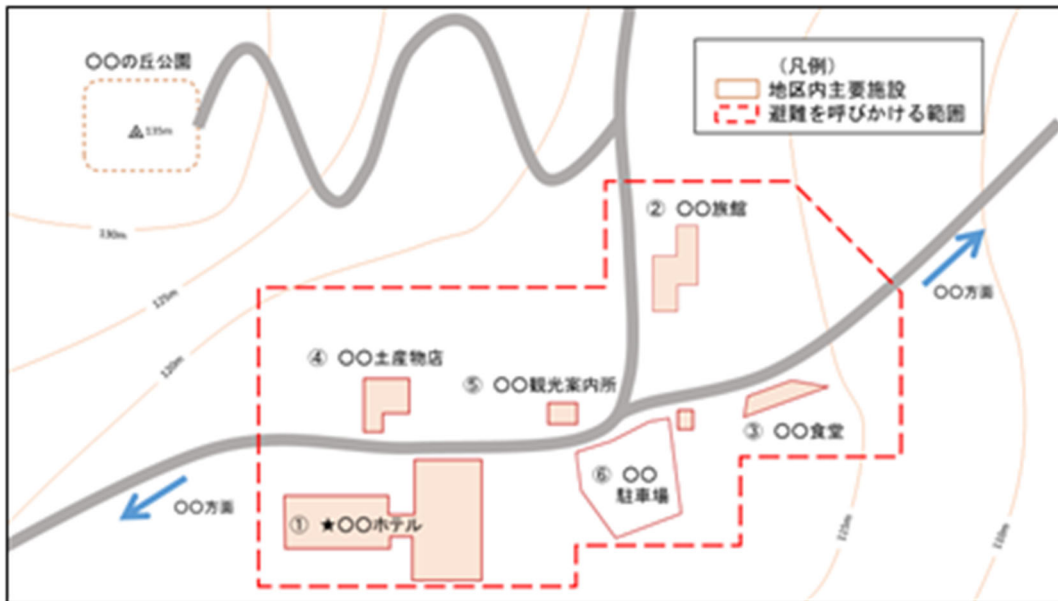 〇〇の丘公園
135m
(凡例)
地区内主要施設
避難を呼びかける範囲
② 〇〇旅館
130m
125m
120m
〇〇方面
④ 〇〇土産物店
⑤ 〇〇観光案内所
③ 〇〇食堂
⑥ 〇〇
駐車場
〇〇方面
① ★〇〇ホテル
110m